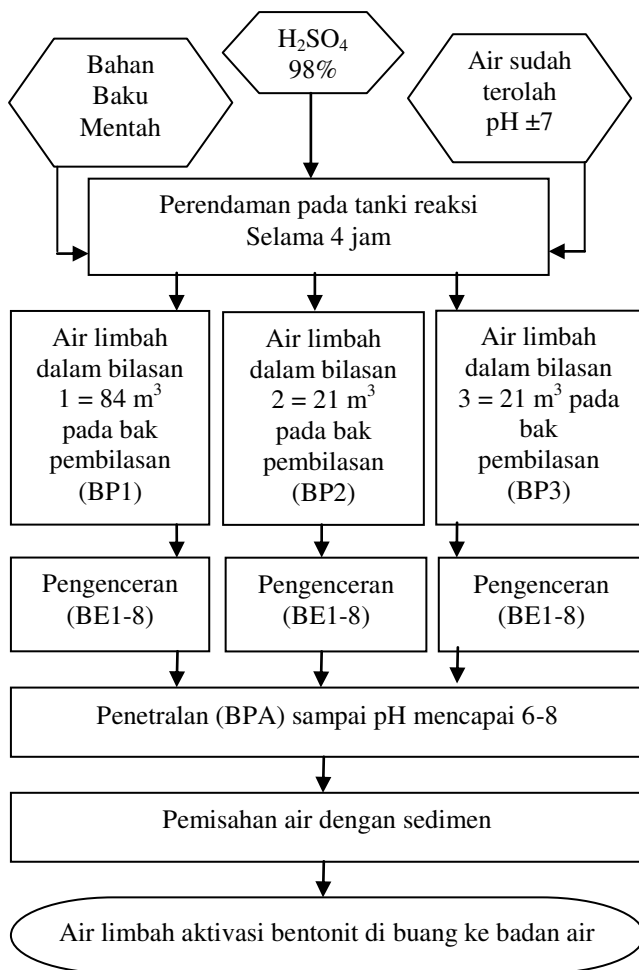 Bahan
Baku
Mentah
H₂SO₄
98%
Air sudah
terolah
pH ±7
Perendaman pada tanki reaksi
Selama 4 jam
Air limbah
dalam bilasan
1 = 84 m³
pada bak
pembilasan
(BP1)
Air limbah
dalam bilasan
2 = 21 m³
pada bak
pembilasan
(BP2)
Air limbah
dalam bilasan
3 = 21 m³ pada
bak
pembilasan
(BP3)
Pengenceran
(BE1-8)
Pengenceran
(BE1-8)
Pengenceran
(BE1-8)
Penetralan (BPA) sampai pH mencapai 6-8
Pemisahan air dengan sedimen
Air limbah aktivasi bentonit di buang ke badan air